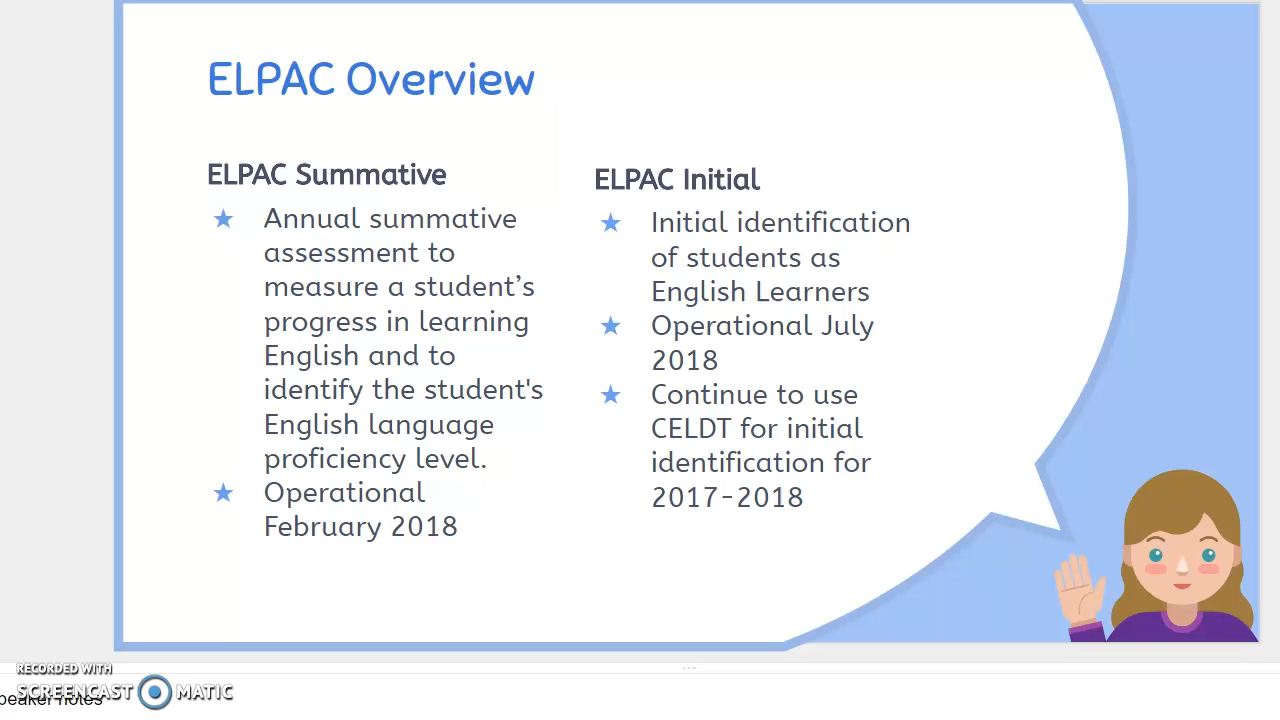 ELPAC Overview
ELPAC Summative
★ Annual summative
assessment to
measure a student’s
progress in learning
English and to
identify the student's
English language
proficiency level.
★ Operational
February 2018
ELPAC Initial
★ Initial identification
of students as
English Learners
★ Operational July
2018
★ Continue to use
CELDT for initial
identification for
2017-2018
RECORDED WITH
SCREENCAST MATIC
peaker notes